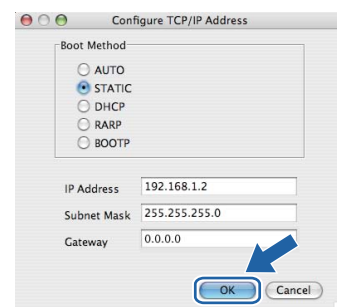 Configure TCP/IP Address
Boot Method
AUTO
STATIC
DHCP
RARP
BOOTP
IP Address 192.168.1.2
Subnet Mask 255.255.255.0
Gateway 0.0.0.0
OK Cancel